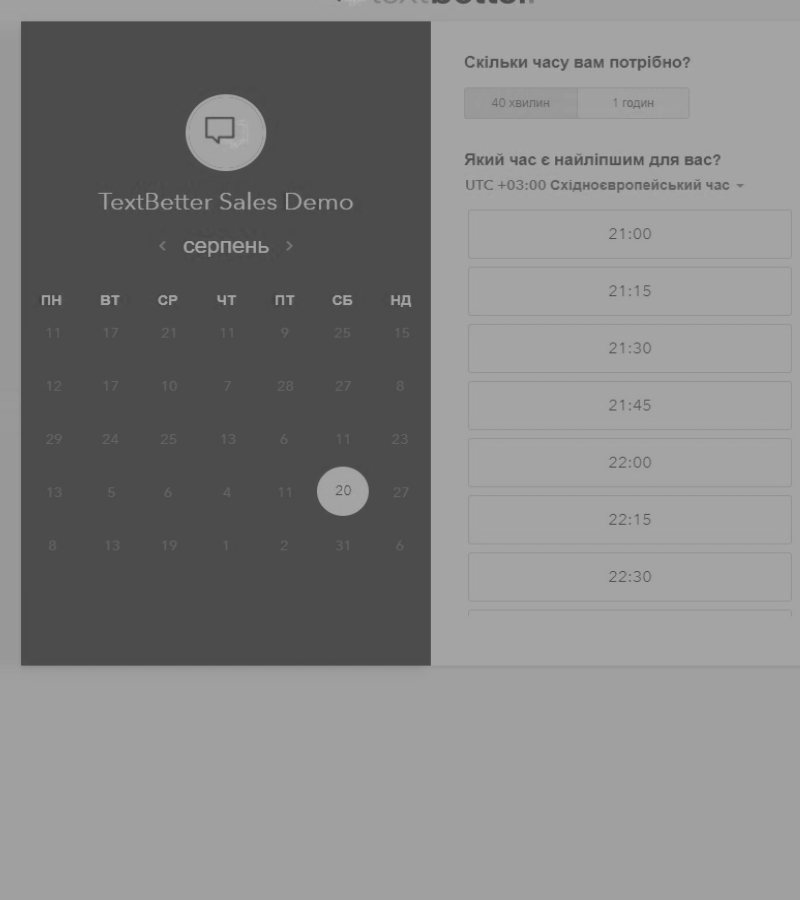 textbetter
TextBetter Sales Demo
серпень
ПН ВТ СР ЧТ ПТ СБ НД
11 17 21 11 9 25 15
12 17 10 7 28 27 8
29 24 25 13 6 11 23
13 5 6 4 11 20 27
8 13 19 1 2 31 6
Скільки часу вам потрібно?
40 хвилин 1 годин
Який час є найліпшим для вас?
UTC +03:00 Східноєвропейський час
21:00
21:15
21:30
21:45
22:00
22:15
22:30